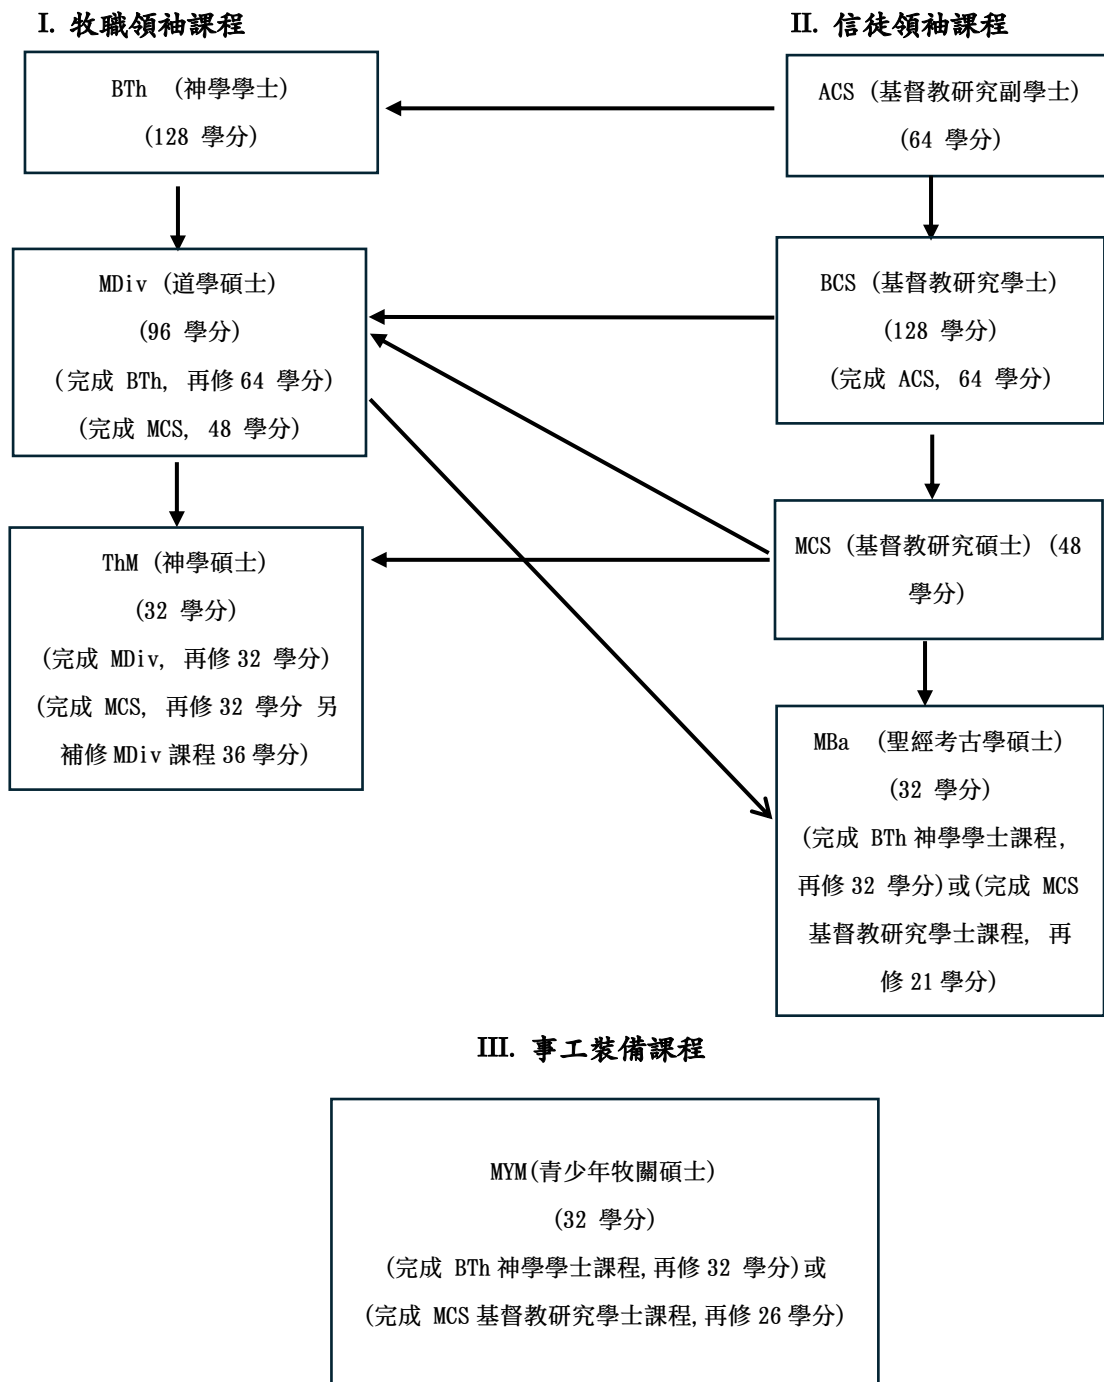 I. 牧職領袖課程
BTh (神學學士)
(128 學分)
MDiv (道學碩士)
(96 學分)
(完成 BTh, 再修 64 學分)
(完成 MCS, 48 學分)
ThM (神學碩士)
(32 學分)
(完成 MDiv, 再修 32 學分)
(完成 MCS, 再修 32 學分 另
補修 MDiv 課程 36 學分)
II. 信徒領袖課程
ACS (基督教研究副學士)
(64 學分)
BCS (基督教研究學士)
(128 學分)
(完成 ACS, 64 學分)
MCS (基督教研究碩士) (48
學分)
MBa (聖經考古學碩士)
(32 學分)
(完成 BTh 神學學士課程,
再修 32 學分)或(完成 MCS
基督教研究學士課程, 再
修 21 學分)
III. 事工裝備課程
MYM(青少年牧關碩士)
(32 學分)
(完成 BTh 神學學士課程,再修 32 學分)或
(完成 MCS 基督教研究學士課程,再修 26 學分)